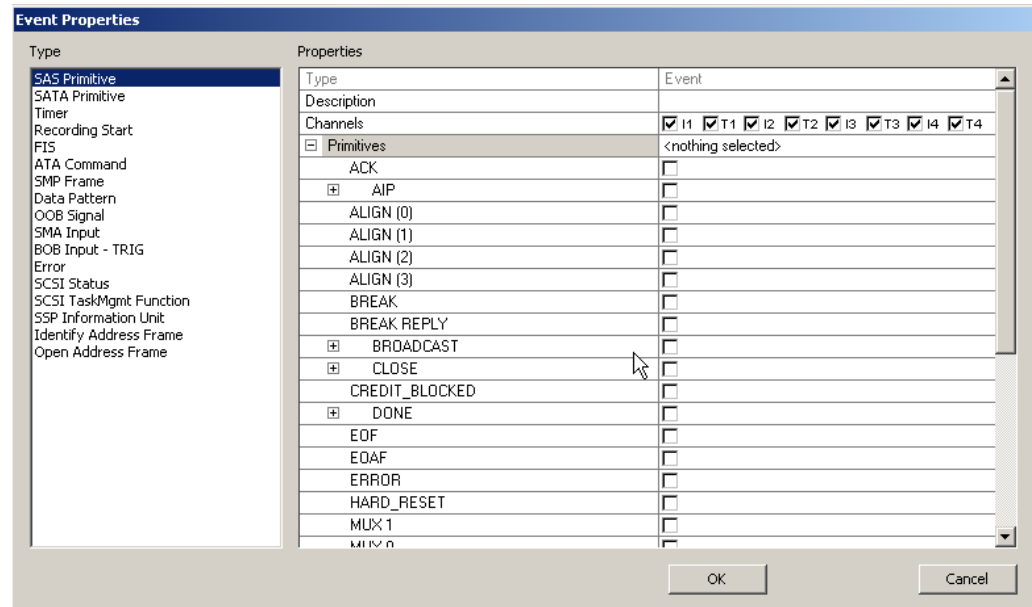 Event Properties
Type
Properties
SAS Primitive
SATA Primitive
Timer
Recording Start
FIS
ATA Command
SMP Frame
Data Pattern
OOB Signal
SMA Input
BOB Input - TRIG
Error
SCSI Status
SCSI TaskMgmt Function
SSP Information Unit
Identify Address Frame
Open Address Frame
Type Event
Description
Channels I1 T1 I2 T2 I3 T3 I4 T4
Primitives <nothing selected>
ACK
AIP
ALIGN (0)
ALIGN (1)
ALIGN (2)
ALIGN (3)
BREAK
BREAK REPLY
BROADCAST
CLOSE
CREDIT_BLOCKED
DONE
EOF
EOAF
ERROR
HARD_RESET
MUX 1
MUX 0
OK Cancel